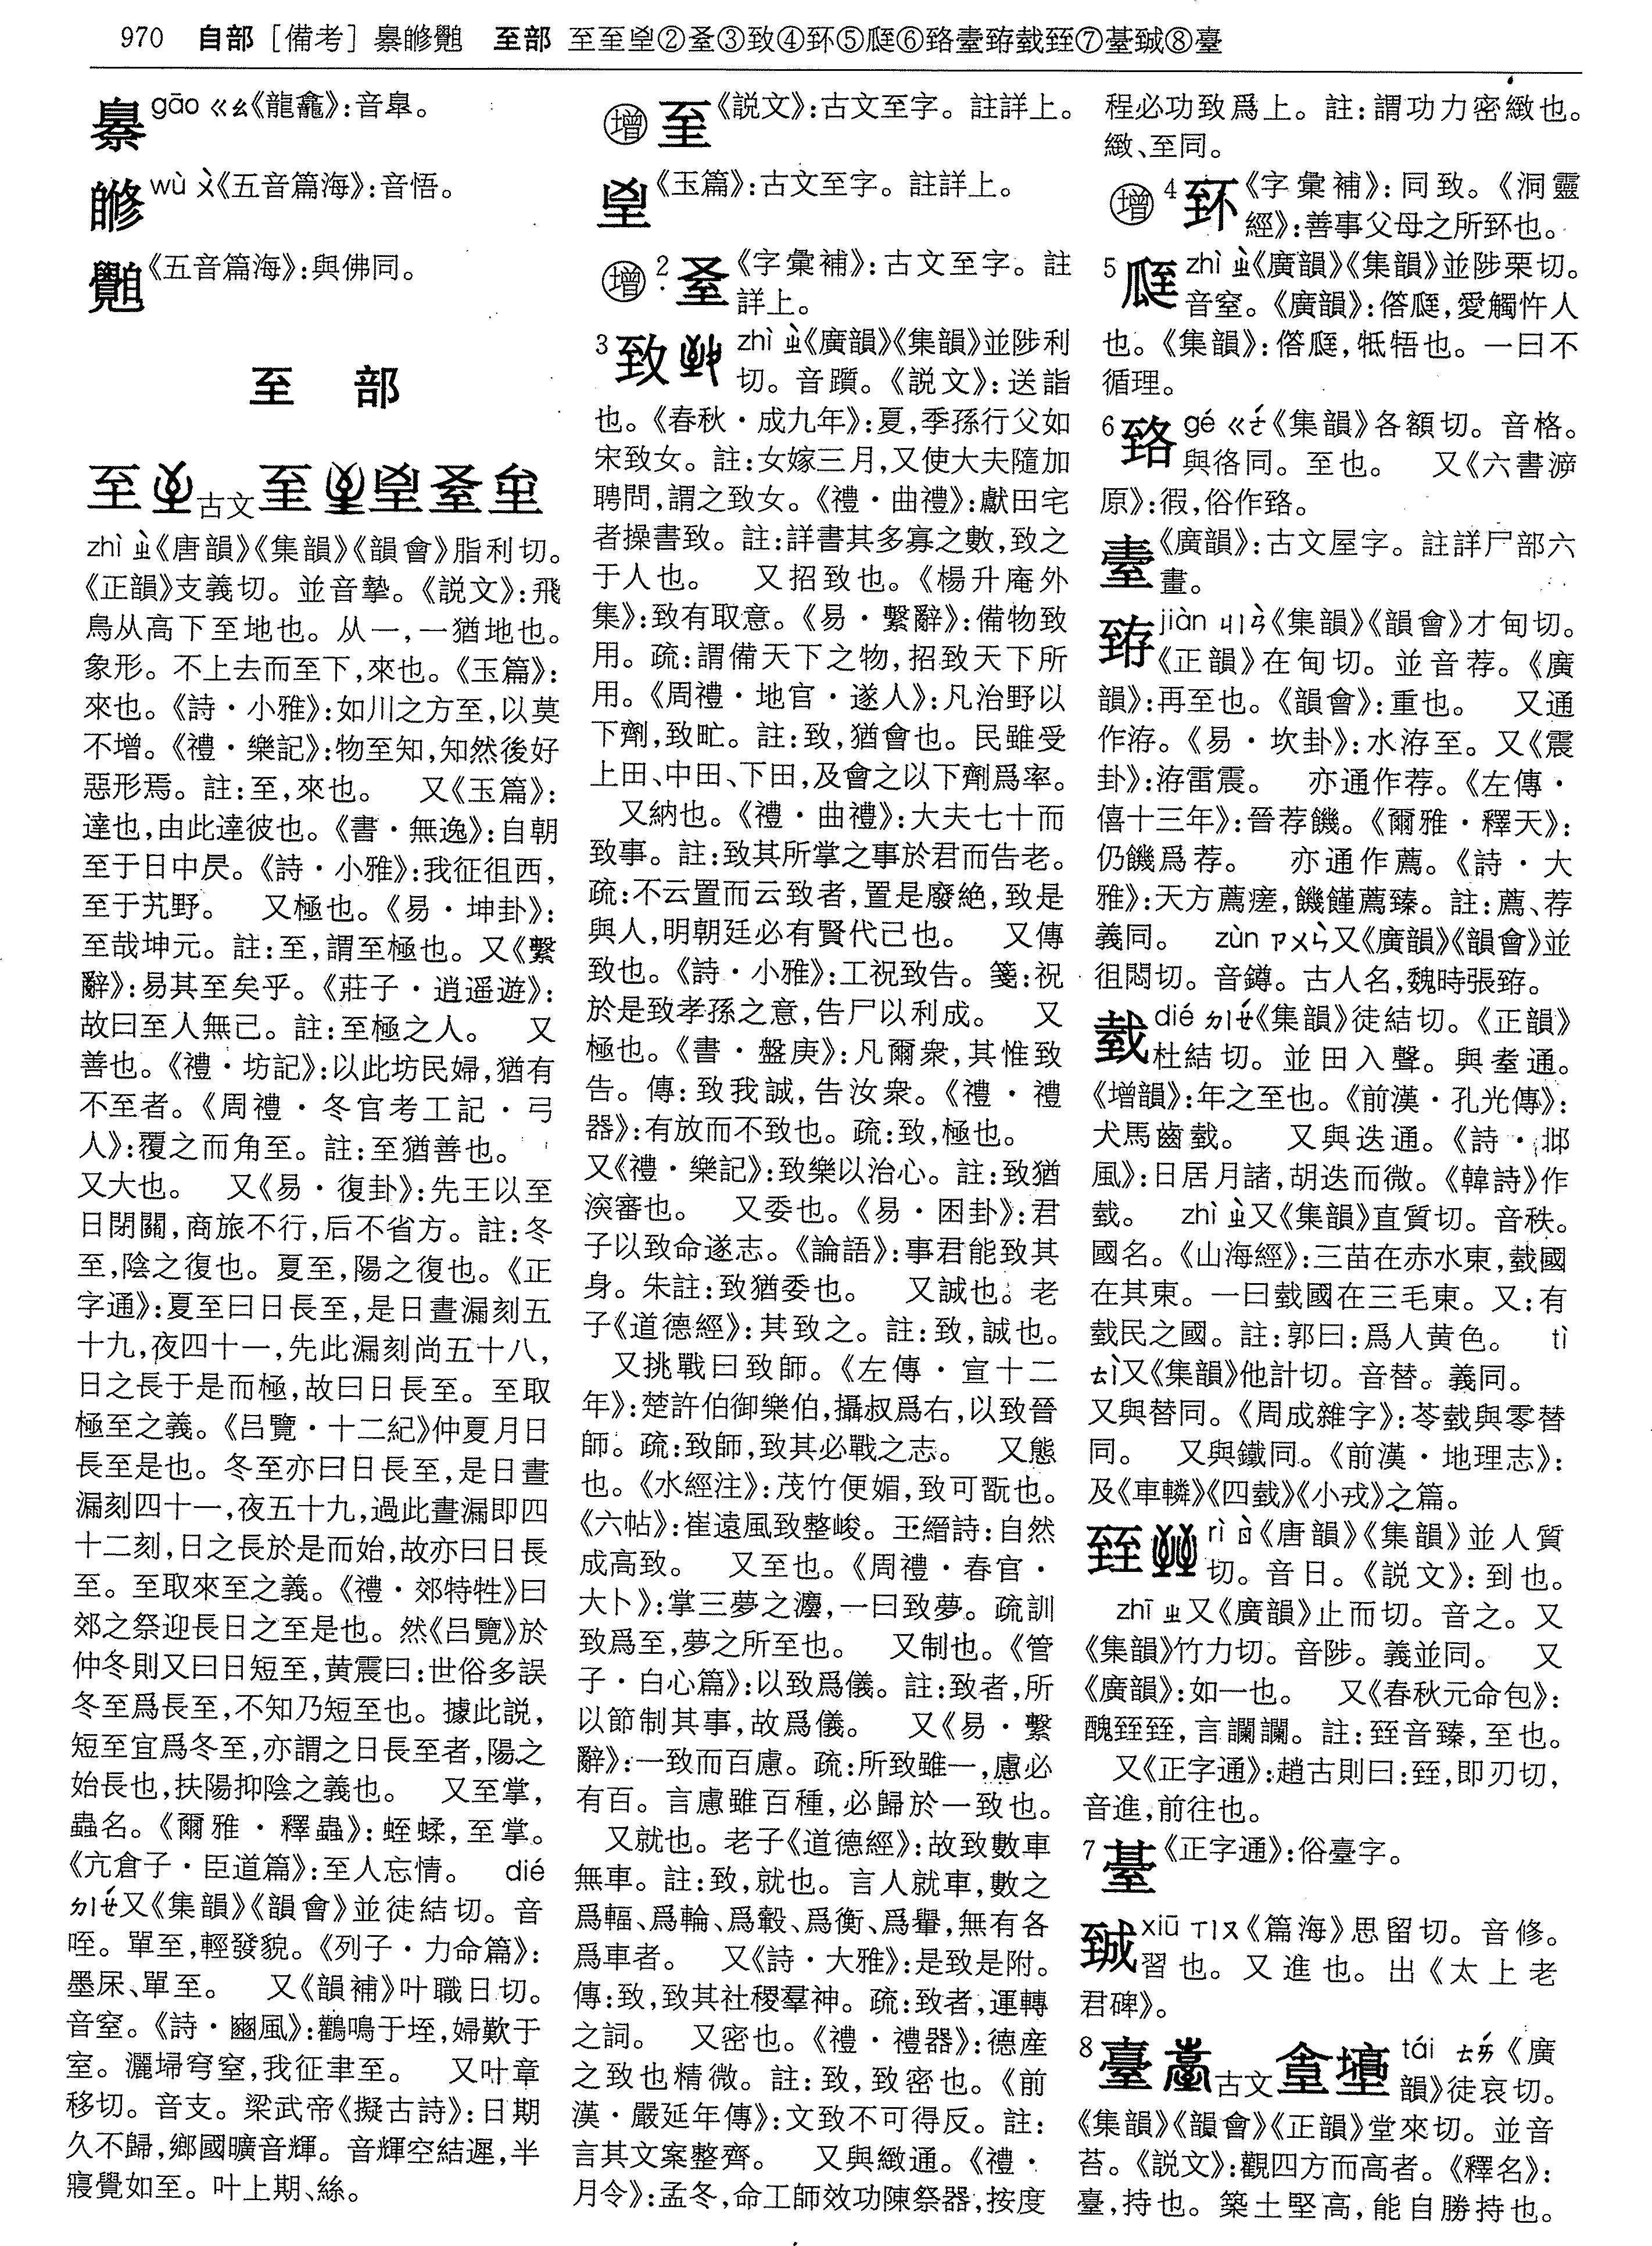 970 自部 [備考] 臱 至部 至至②③致④⑤⑥臸⑦⑧臺
gāo ㄍㄠ《龍龕》：音皐。
wù ㄨˋ《五音篇海》：音悟。
《五音篇海》：與佛同。
至 部
至 古文
zhì ㄓˋ《唐韻》《集韻》《韻會》脂利切。
《正韻》支義切。並音摯。《説文》：飛
鳥从高下至地也。从一，一猶地也。
象形。不上去而至下，來也。《玉篇》：
來也。《詩·小雅》：如川之方至，以莫
不增。《禮·樂記》：物至知，知然後好
惡形焉。註：至，來也。 又《玉篇》：
達也，由此達彼也。《書·無逸》：自朝
至于日中昃。《詩·小雅》：我征徂西，
至于艽野。 又極也。《易·坤卦》：
至哉坤元。註：至，謂至極也。又《繫
辭》：易其至矣乎。《莊子·逍遥遊》：
故曰至人無己。註：至極之人。 又
善也。《禮·坊記》：以此坊民婦，猶有
不至者。《周禮·冬官考工記·弓
人》：覆之而角至。註：至猶善也。
又大也。 又《易·復卦》：先王以至
日閉關，商旅不行，后不省方。註：冬
至，陰之復也。夏至，陽之復也。《正
字通》：夏至曰日長至，是日晝漏刻五
十九，夜四十一，先此漏刻尚五十八，
日之長于是而極，故曰日長至。至取
極至之義。《吕覽·十二紀》仲夏月日
長至是也。冬至亦曰日長至，是日晝
漏刻四十一，夜五十九，過此晝漏即四
十二刻，日之長於是而始，故亦曰日長
至。至取來至之義。《禮·郊特牲》曰
郊之祭迎長日之至是也。然《吕覽》於
仲冬則又曰日短至，黄震曰：世俗多誤
冬至爲長至，不知乃短至也。據此説，
短至宜爲冬至，亦謂之日長至者，陽之
始長也，扶陽抑陰之義也。 又至掌，
蟲名。《爾雅·釋蟲》：蛭蝚，至掌。
《亢倉子·臣道篇》：至人忘情。 dié
ㄉㄧㄝˊ又《集韻》《韻會》並徒結切。音
咥。單至，輕發貌。《列子·力命篇》：
墨杘、單至。 又《韻補》叶職日切。
音窒。《詩·豳風》：鸛鳴于垤，婦歎于
室。灑埽穹窒，我征聿至。 又叶章
移切。音支。梁武帝《擬古詩》：日期
久不歸，鄉國曠音輝。音輝空結遲，半
寢覺如至。叶上期、絲。
增 《説文》：古文至字。註詳上。
《玉篇》：古文至字。註詳上。
增 2 《字彙補》：古文至字。註
詳上。
3 致 zhì ㄓˋ《廣韻》《集韻》並陟利
切。音躓。《説文》：送詣
也。《春秋·成九年》：夏，季孫行父如
宋致女。註：女嫁三月，又使大夫隨加
聘問，謂之致女。《禮·曲禮》：獻田宅
者操書致。註：詳書其多寡之數，致之
于人也。 又招致也。《楊升庵外
集》：致有取意。《易·繫辭》：備物致
用。疏：謂備天下之物，招致天下所
用。《周禮·地官·遂人》：凡治野以
下劑，致甿。註：致，猶會也。民雖受
上田、中田、下田，及會之以下劑爲率。
又納也。《禮·曲禮》：大夫七十而
致事。註：致其所掌之事於君而告老。
疏：不云置而云致者，置是廢絶，致是
與人，明朝廷必有賢代己也。 又傳
致也。《詩·小雅》：工祝致告。箋：祝
於是致孝孫之意，告尸以利成。 又
極也。《書·盤庚》：凡爾衆，其惟致
告。傳：致我誠，告汝衆。《禮·禮
器》：有放而不致也。疏：致，極也。
又《禮·樂記》：致樂以治心。註：致猶
深審也。 又委也。《易·困卦》：君
子以致命遂志。《論語》：事君能致其
身。朱註：致猶委也。 又誠也。老
子《道德經》：其致之。註：致，誠也。
又挑戰曰致師。《左傳·宣十二
年》：楚許伯御樂伯，攝叔爲右，以致晉
師。疏：致師，致其必戰之志。 又態
也。《水經注》：茂竹便媚，致可翫也。
《六帖》：崔遠風致整峻。王縉詩：自然
成高致。 又至也。《周禮·春官·
大卜》：掌三夢之灋，一曰致夢。疏訓
致爲至，夢之所至也。 又制也。《管
子·白心篇》：以致爲儀。註：致者，所
以節制其事，故爲儀。 又《易·繫
辭》：一致而百慮。疏：所致雖一，慮必
有百。言慮雖百種，必歸於一致也。
又就也。老子《道德經》：故致數車
無車。註：致，就也。言人就車，數之
爲輻、爲輪、爲轂、爲衡、爲轝，無有各
爲車者。 又《詩·大雅》：是致是附。
傳：致，致其社稷羣神。疏：致者，運轉
之詞。 又密也。《禮·禮器》：德産
之致也精微。註：致，致密也。《前
漢·嚴延年傳》：文致不可得反。註：
言其文案整齊。 又與緻通。《禮·
月令》：孟冬，命工師效功陳祭器，按度
程必功致爲上。註：謂功力密緻也。
緻、至同。
增 4 《字彙補》：同致。《洞靈
經》：善事父母之所也。
5 zhì ㄓˋ《廣韻》《集韻》並陟栗切。
音窒。《廣韻》：㑽，愛觸忤人
也。《集韻》：㑽，牴牾也。一曰不
循理。
6 gé ㄍㄜˊ《集韻》各額切。音格。
與佫同。至也。 又《六書溯
原》：徦，俗作。
《廣韻》：古文屋字。註詳尸部六
畫。
jiàn ㄐㄧㄢˋ《集韻》《韻會》才甸切。
《正韻》在甸切。並音荐。《廣
韻》：再至也。《韻會》：重也。 又通
作洊。《易·坎卦》：水洊至。又《震
卦》：洊雷震。 亦通作荐。《左傳·
僖十三年》：晉荐饑。《爾雅·釋天》：
仍饑爲荐。 亦通作薦。《詩·大
雅》：天方薦瘥，饑饉薦臻。註：薦、荐
義同。 zùn ㄗㄨㄣˋ又《廣韻》《韻會》並
徂悶切。音鐏。古人名，魏時張。
dié ㄉㄧㄝˊ《集韻》徒結切。《正韻》
杜結切。並田入聲。與耊通。
《增韻》：年之至也。《前漢·孔光傳》：
犬馬齒臷。 又與迭通。《詩·邶
風》：日居月諸，胡迭而微。《韓詩》作
臷。 zhì ㄓˋ又《集韻》直質切。音秩。
國名。《山海經》：三苗在赤水東，臷國
在其東。一曰臷國在三毛東。又：有
臷民之國。註：郭曰：爲人黄色。 tì
ㄊㄧˋ又《集韻》他計切。音替。義同。
又與替同。《周成雜字》：苓臷與零替
同。 又與鐵同。《前漢·地理志》：
及《車轔》《四臷》《小戎》之篇。
臸 rì ㄖˋ《唐韻》《集韻》並人質
切。音日。《説文》：到也。
zhī ㄓ又《廣韻》止而切。音之。又
《集韻》竹力切。音陟。義並同。 又
《廣韻》：如一也。 又《春秋元命包》：
醜臸臸，言讕讕。註：臸音臻，至也。
又《正字通》：趙古則曰：臸，即刃切，
音進，前往也。
7 《正字通》：俗臺字。
xiū ㄒㄧㄡ《篇海》思留切。音修。
習也。又進也。出《太上老
君碑》。
8 臺 古文 tái ㄊㄞˊ《廣
韻》徒哀切。
《集韻》《韻會》《正韻》堂來切。並音
苔。《説文》：觀四方而高者。《釋名》：
臺，持也。築土堅高，能自勝持也。